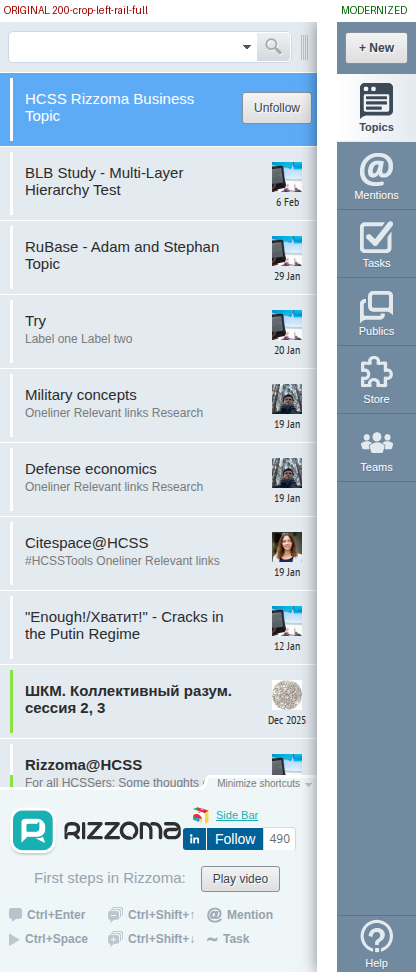 ORIGINAL 200-crop-left-rail-full
MODERNIZED
HCSS Rizzoma Business
Topic
Unfollow
BLB Study - Multi-Layer
Hierarchy Test
6 Feb
RuBase - Adam and Stephan
Topic
29 Jan
Try
Label one Label two
20 Jan
Military concepts
Oneliner Relevant links Research
19 Jan
Defense economics
Oneliner Relevant links Research
19 Jan
Citespace@HCSS
#HCSSTools Oneliner Relevant links
19 Jan
"Enough!/Хватит!" - Cracks in
the Putin Regime
12 Jan
ШКМ. Коллективный разум.
сессия 2, 3
Dec 2025
Rizzoma@HCSS
For all HCSSers: Some thoughts
Minimize shortcuts
RIZZOMA
Side Bar
in Follow 490
First steps in Rizzoma:
Play video
Ctrl+Enter
Ctrl+Shift+↑
@ Mention
Ctrl+Space
Ctrl+Shift+↓
~ Task
+ New
Topics
Mentions
Tasks
Publics
Store
Teams
Help